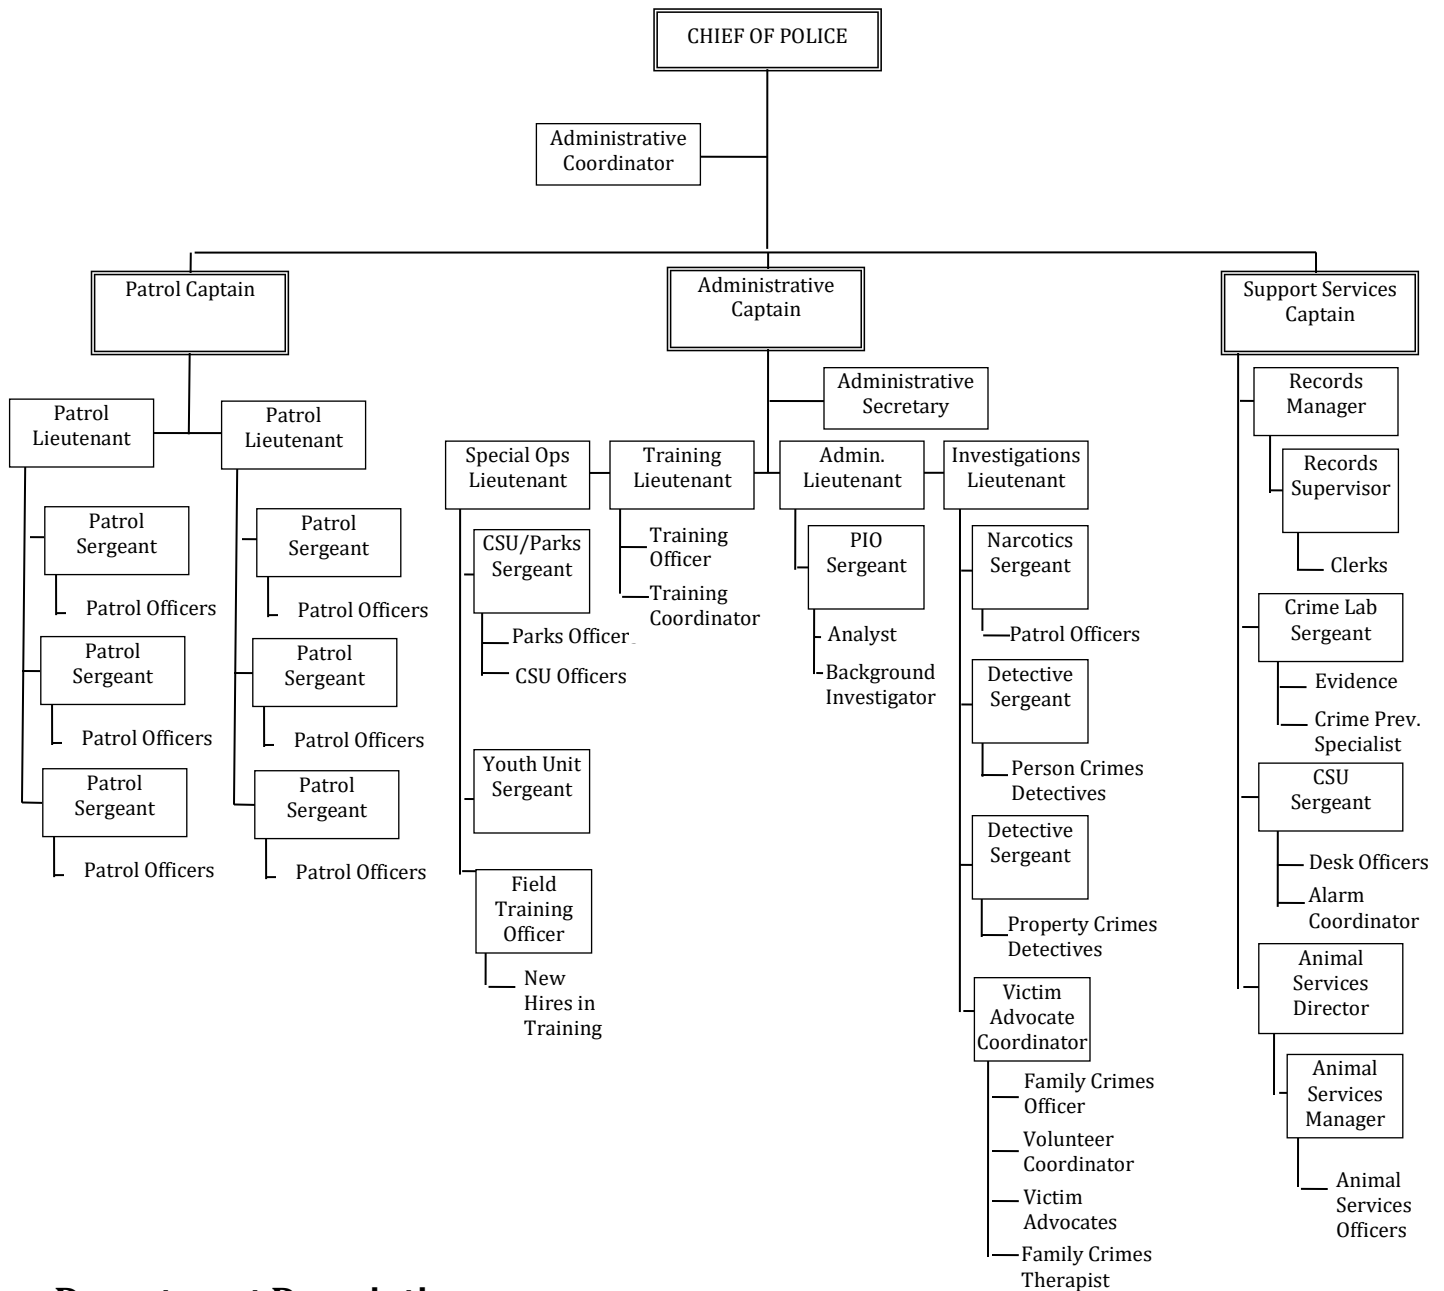 CHIEF OF POLICE
Administrative
Coordinator
Patrol Captain
Administrative
Captain
Support Services
Captain
Patrol
Lieutenant
Patrol
Lieutenant
Patrol
Sergeant
Patrol Officers
Patrol
Sergeant
Patrol Officers
Patrol
Sergeant
Patrol Officers
Patrol
Sergeant
Patrol Officers
Patrol
Sergeant
Patrol Officers
Patrol
Sergeant
Patrol Officers
Administrative
Secretary
Special Ops
Lieutenant
CSU/Parks
Sergeant
Parks Officer
CSU Officers
Youth Unit
Sergeant
Field
Training
Officer
New
Hires in
Training
Training
Lieutenant
Training
Officer
Training
Coordinator
Admin.
Lieutenant
PIO
Sergeant
Analyst
Background
Investigator
Investigations
Lieutenant
Narcotics
Sergeant
Patrol Officers
Detective
Sergeant
Person Crimes
Detectives
Detective
Sergeant
Property Crimes
Detectives
Victim
Advocate
Coordinator
Family Crimes
Officer
Volunteer
Coordinator
Victim
Advocates
Family Crimes
Therapist
Records
Manager
Records
Supervisor
Clerks
Crime Lab
Sergeant
Evidence
Crime Prev.
Specialist
CSU
Sergeant
Desk Officers
Alarm
Coordinator
Animal
Services
Director
Animal
Services
Manager
Animal
Services
Officers